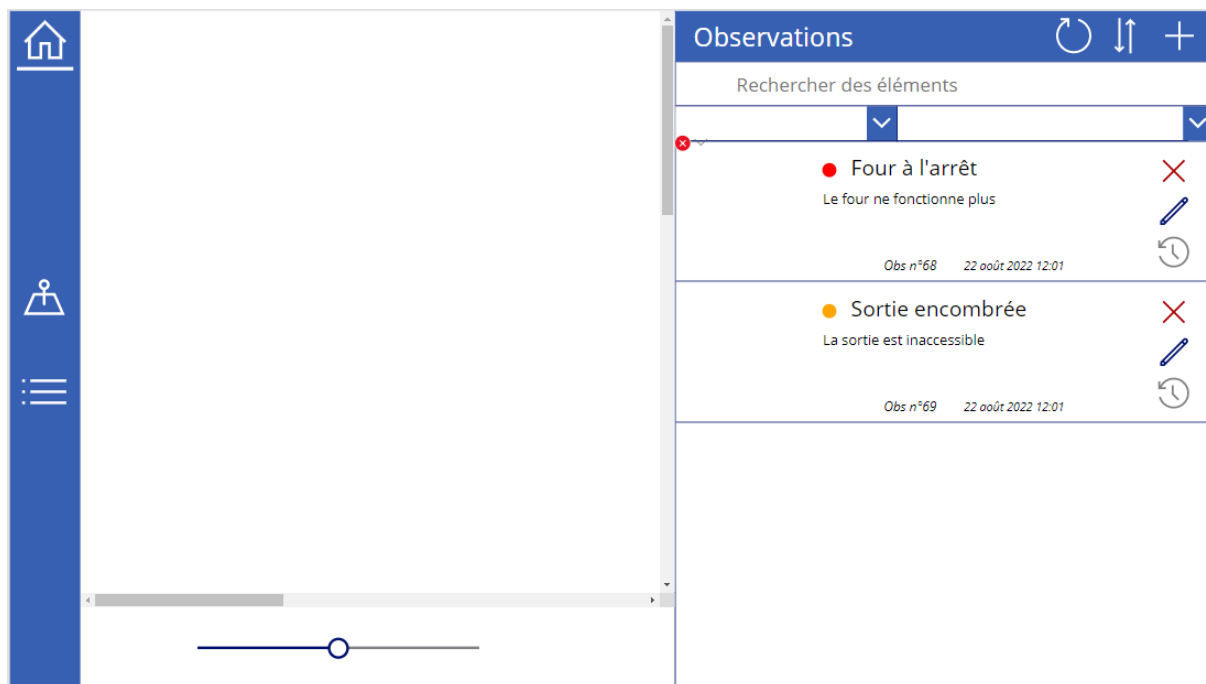 Observations
Rechercher des éléments
Four à l'arrêt
Le four ne fonctionne plus
Obs n°68 22 août 2022 12:01
Sortie encombrée
La sortie est inaccessible
Obs n°69 22 août 2022 12:01